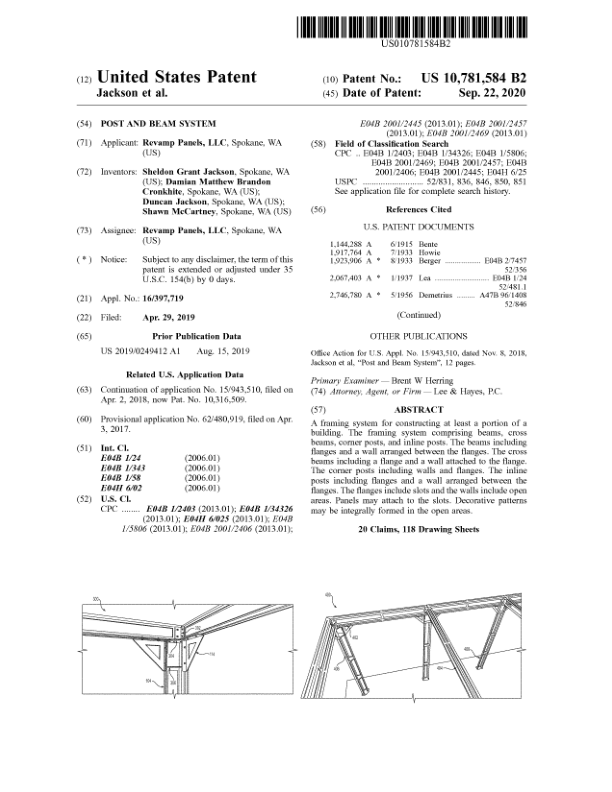 US010781584B2
(12) United States Patent
Jackson et al.
(10) Patent No.: US 10,781,584 B2
(45) Date of Patent: Sep. 22, 2020
(54) POST AND BEAM SYSTEM
(71) Applicant: Revamp Panels, LLC, Spokane, WA
(US)
(72) Inventors: Sheldon Grant Jackson, Spokane, WA
(US); Damian Matthew Brandon
Cronkhite, Spokane, WA (US);
Duncan Jackson, Spokane, WA (US);
Shawn McCartney, Spokane, WA (US)
(73) Assignee: Revamp Panels, LLC, Spokane, WA
(US)
( * ) Notice: Subject to any disclaimer, the term of this
patent is extended or adjusted under 35
U.S.C. 154(b) by 0 days.
(21) Appl. No.: 16/397,719
(22) Filed: Apr. 29, 2019
(65) Prior Publication Data
US 2019/0249412 A1 Aug. 15, 2019
Related U.S. Application Data
(63) Continuation of application No. 15/943,510, filed on
Apr. 2, 2018, now Pat. No. 10,316,509.
(60) Provisional application No. 62/480,919, filed on Apr.
3, 2017.
(51) Int. Cl.
E04B 1/24 (2006.01)
E04B 1/343 (2006.01)
E04B 1/58 (2006.01)
E04H 6/02 (2006.01)
(52) U.S. Cl.
CPC ........ E04B 1/2403 (2013.01); E04B 1/34326
(2013.01); E04H 6/025 (2013.01); E04B
1/5806 (2013.01); E04B 2001/2406 (2013.01);
E04B 2001/2445 (2013.01); E04B 2001/2457
(2013.01); E04B 2001/2469 (2013.01)
(58) Field of Classification Search
CPC .. E04B 1/2403; E04B 1/34326; E04B 1/5806;
E04B 2001/2469; E04B 2001/2457; E04B
2001/2406; E04B 2001/2445; E04H 6/25
USPC ........................... 52/831, 836, 846, 850, 851
See application file for complete search history.
(56) References Cited
U.S. PATENT DOCUMENTS
1,144,288 A 6/1915 Bente
1,917,764 A 7/1933 Howie
1,923,906 A * 8/1933 Berger ................ E04B 2/7457
52/356
2,067,403 A * 1/1937 Lea ......................... E04B 1/24
52/481.1
2,746,780 A * 5/1956 Demetrius ......... A47B 96/1408
52/846
(Continued)
OTHER PUBLICATIONS
Office Action for U.S. Appl. No. 15/943,510, dated Nov. 8, 2018,
Jackson et al, “Post and Beam System”, 12 pages.
Primary Examiner — Brent W Herring
(74) Attorney, Agent, or Firm — Lee & Hayes, P.C.
(57) ABSTRACT
A framing system for constructing at least a portion of a
building. The framing system comprising beams, cross
beams, corner posts, and inline posts. The beams including
flanges and a wall arranged between the flanges. The cross
beams including a flange and a wall attached to the flange.
The corner posts including walls and flanges. The inline
posts including flanges and a wall arranged between the
flanges. The flanges include slots and the walls include open
areas. Panels may attach to the slots. Decorative patterns
may be integrally formed in the open areas.
20 Claims, 118 Drawing Sheets